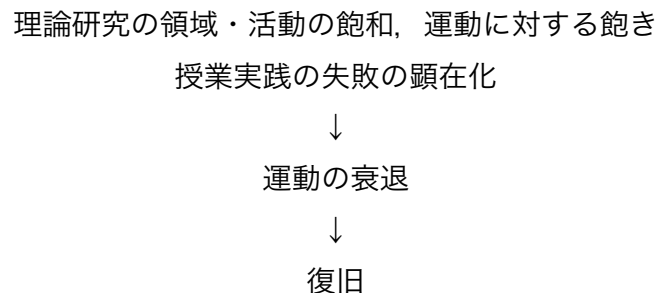 理論研究の領域・活動の飽和，運動に対する飽き
授業実践の失敗の顕在化
↓
運動の衰退
↓
復旧